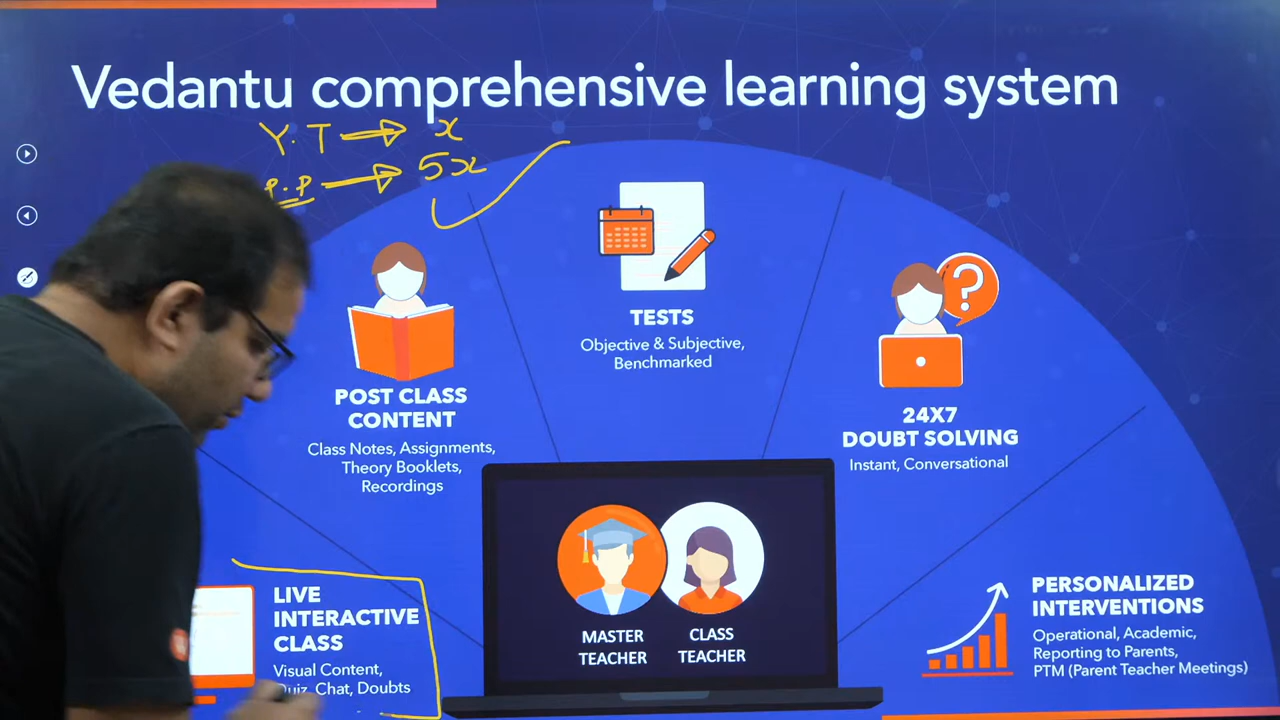 Vedantu comprehensive learning system
Y.T → x
P.P → 5x
TESTS
Objective & Subjective,
Benchmarked
POST CLASS
CONTENT
Class Notes, Assignments,
Theory Booklets,
Recordings
24X7
DOUBT SOLVING
Instant, Conversational
LIVE
INTERACTIVE
CLASS
Visual Content,
Quiz, Chat, Doubts
MASTER
TEACHER
CLASS
TEACHER
PERSONALIZED
INTERVENTIONS
Operational, Academic,
Reporting to Parents,
PTM (Parent Teacher Meetings)